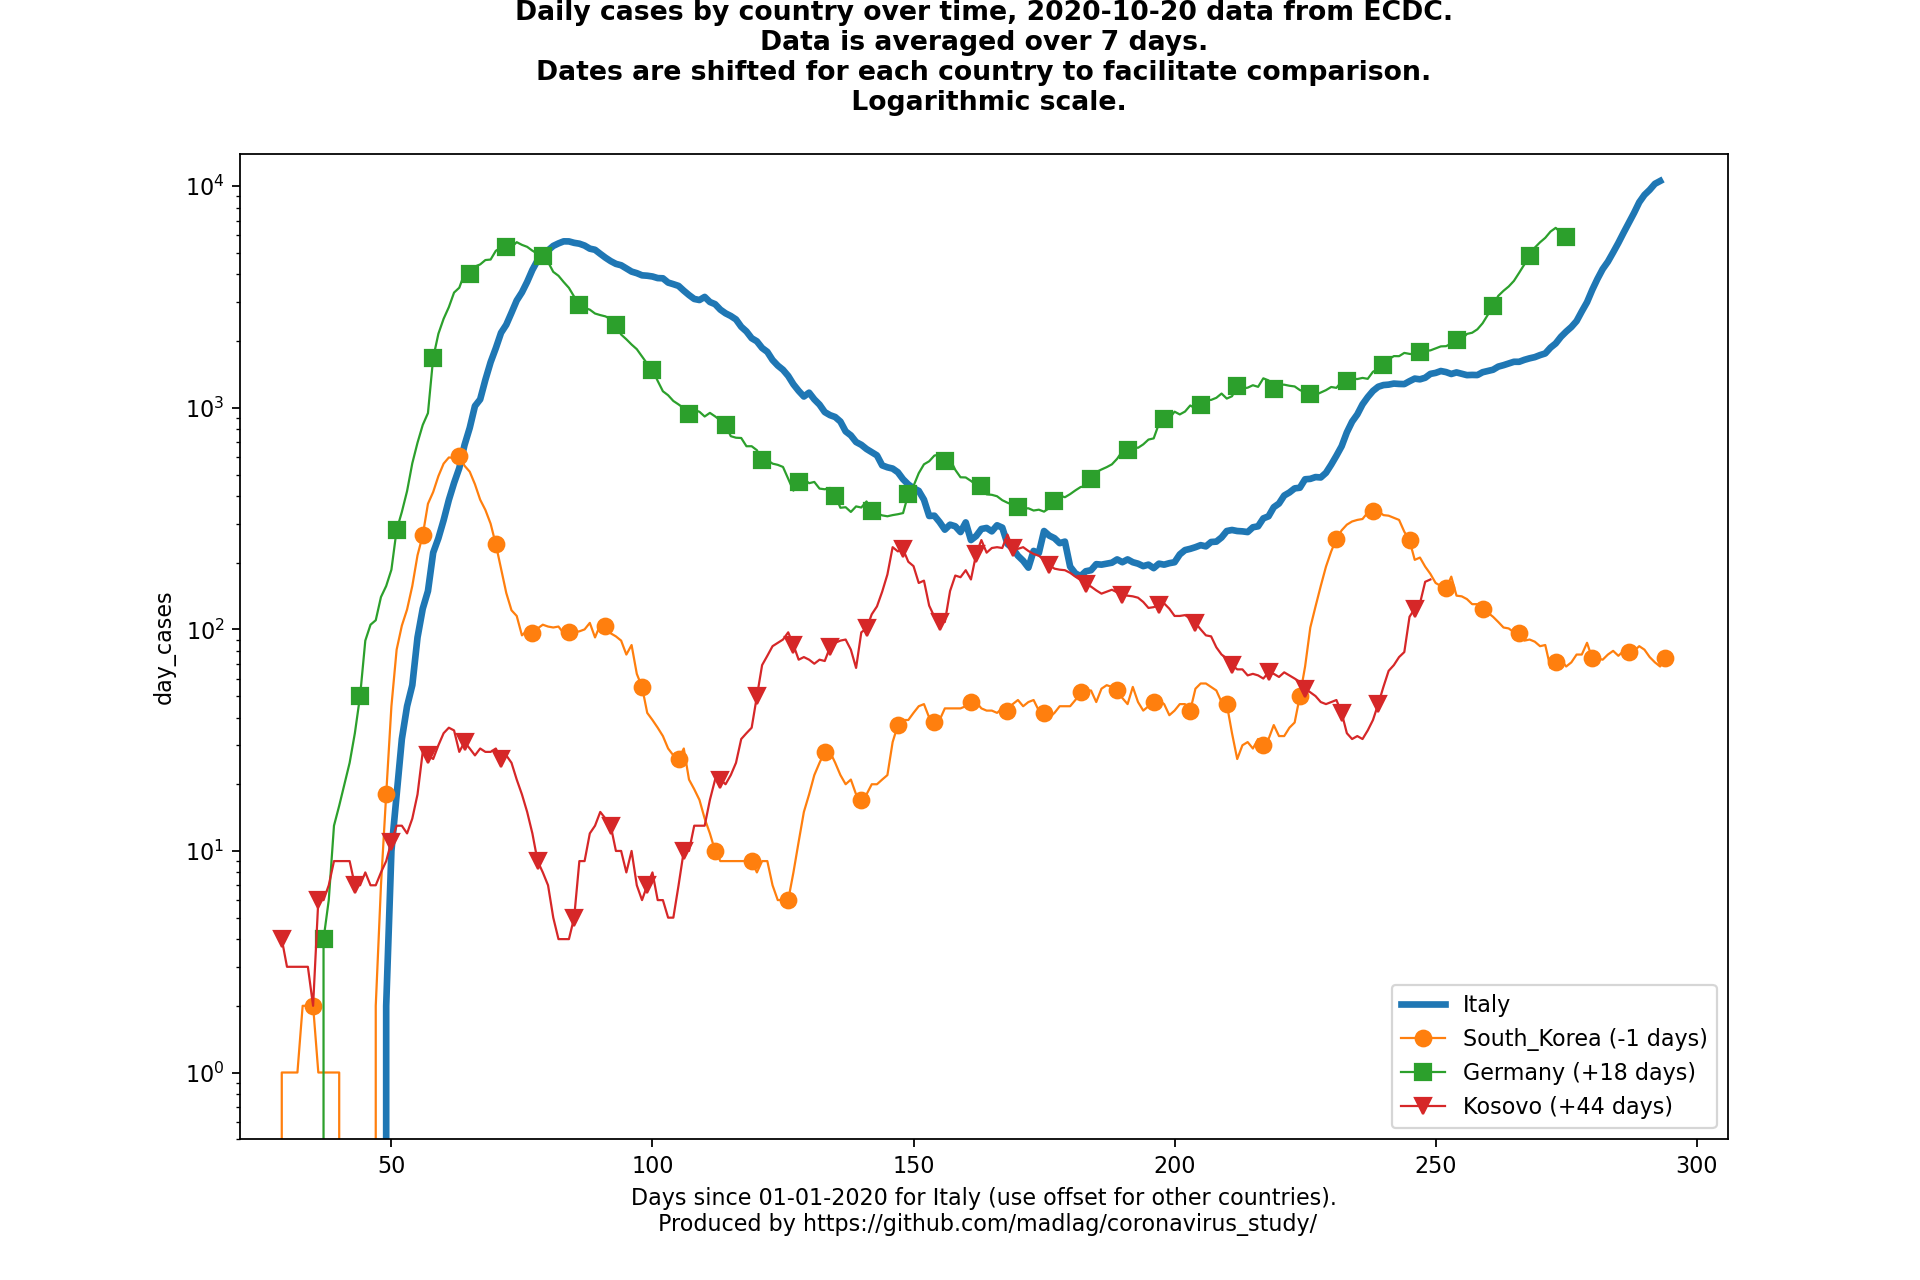 Daily cases by country over time, 2020-10-20 data from ECDC.
Data is averaged over 7 days.
Dates are shifted for each country to facilitate comparison.
Logarithmic scale.
10^4
10^3
10^2
10^1
10^0
day_cases
50 100 150 200 250 300
Days since 01-01-2020 for Italy (use offset for other countries).
Produced by https://github.com/madlag/coronavirus_study/
Italy
South_Korea (-1 days)
Germany (+18 days)
Kosovo (+44 days)